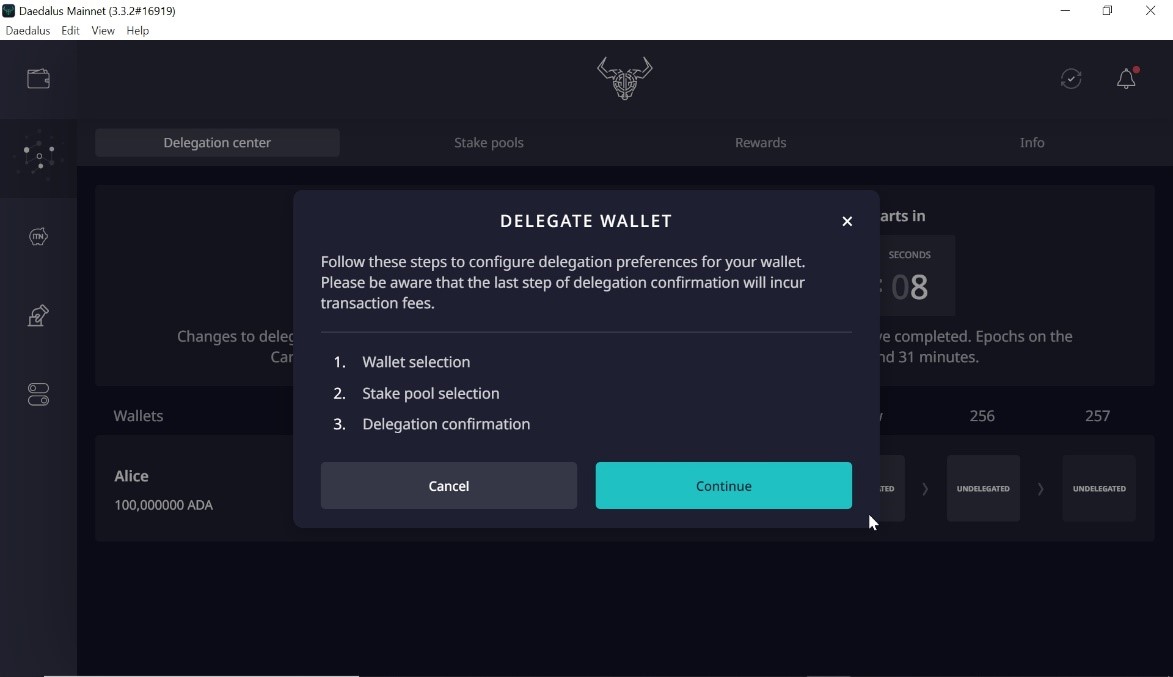 Daedalus Mainnet (3.3.2#16919)
Daedalus Edit View Help
Delegation center Stake pools Rewards Info
arts in
DELEGATE WALLET
SECONDS
Follow these steps to configure delegation preferences for your wallet.
Please be aware that the last step of delegation confirmation will incur
transaction fees.
: 08
Changes to deleg
ve completed. Epochs on the
Car
nd 31 minutes.
1. Wallet selection
2. Stake pool selection
3. Delegation confirmation
Wallets 256 257
Alice
100,000000 ADA
Cancel Continue
TED UNDELEGATED UNDELEGATED
ITN